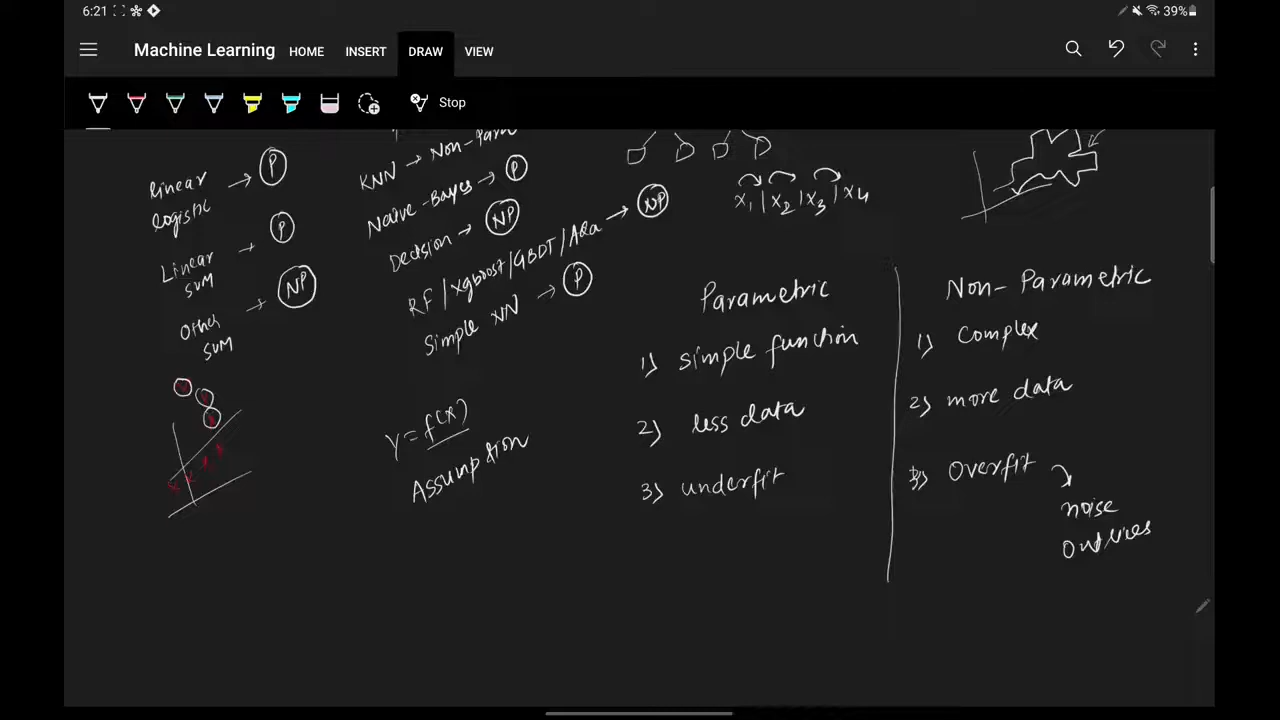 6:21
39%
Machine Learning HOME INSERT DRAW VIEW
Stop
Linear
logistic → P
Linear
SVM → P
Other
SVM → NP
KNN → Non-Para
Naive-Bayes → P
Decision → NP
RF / Xgboost / GBDT / Ada → NP
Simple NN → P
x1 | x2 | x3 | x4
y = f(x)
Assumption
Parametric
1) simple function
2) less data
3) underfit
Non-Parametric
1) Complex
2) more data
3) Overfit
noise